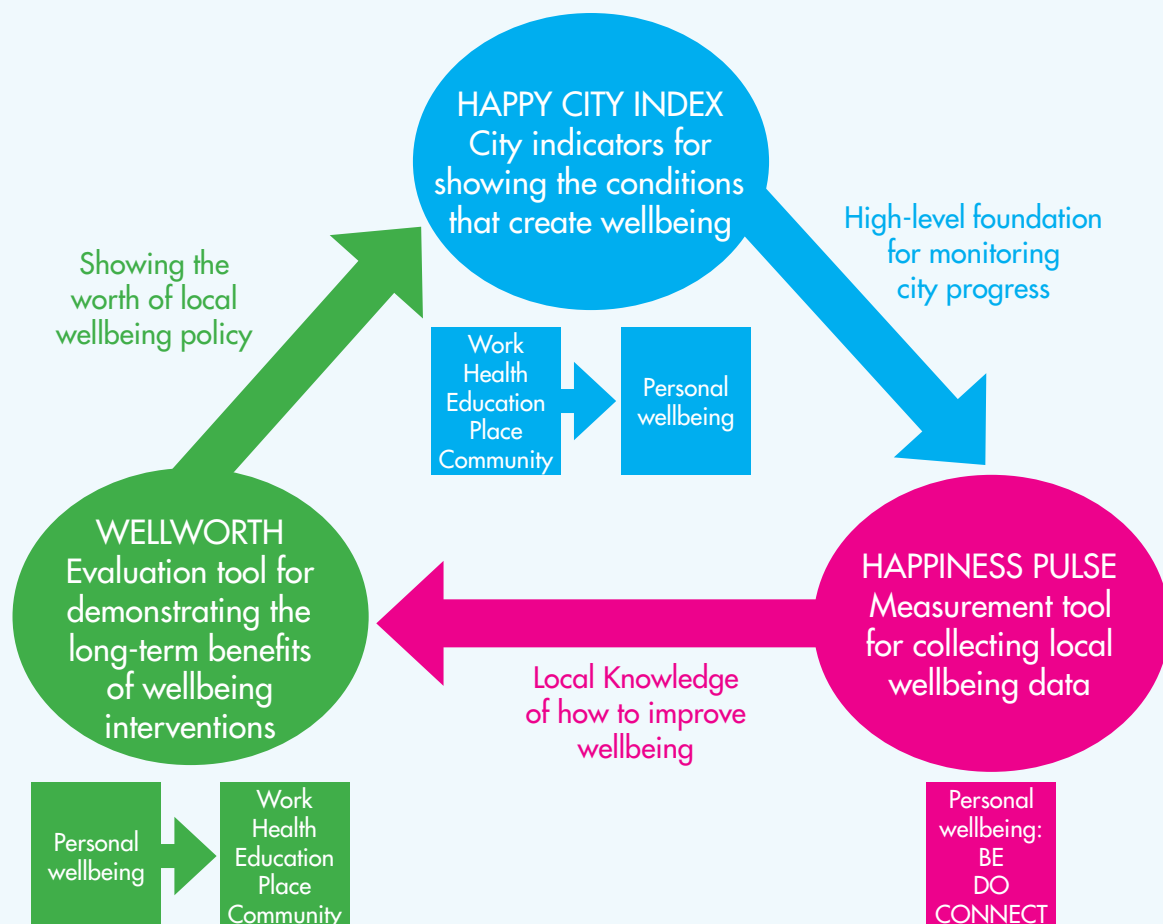 HAPPY CITY INDEX
City indicators for
showing the conditions
that create wellbeing
High-level foundation
for monitoring
city progress
Showing the
worth of local
wellbeing policy
Work
Health
Education
Place
Community
Personal
wellbeing
WELLWORTH
Evaluation tool for
demonstrating the
long-term benefits
of wellbeing
interventions
HAPPINESS PULSE
Measurement tool
for collecting local
wellbeing data
Local Knowledge
of how to improve
wellbeing
Personal
wellbeing
Work
Health
Education
Place
Community
Personal
wellbeing:
BE
DO
CONNECT